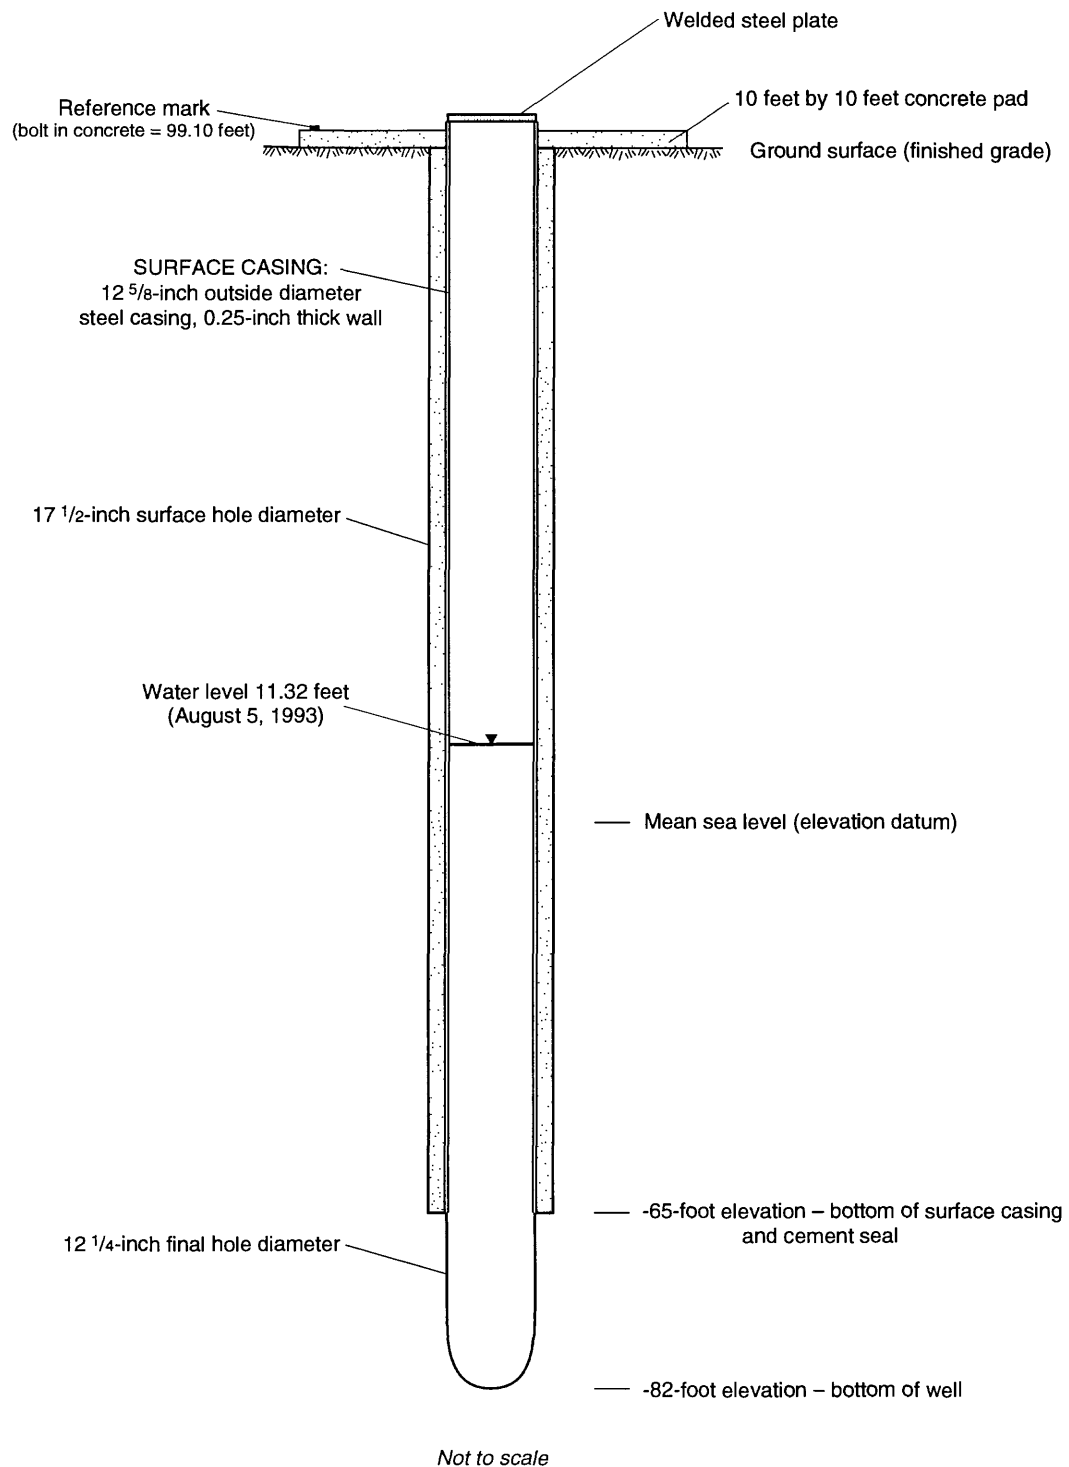 Welded steel plate
Reference mark
(bolt in concrete = 99.10 feet)
10 feet by 10 feet concrete pad
Ground surface (finished grade)
SURFACE CASING:
12 5/8-inch outside diameter
steel casing, 0.25-inch thick wall
17 1/2-inch surface hole diameter
Water level 11.32 feet
(August 5, 1993)
Mean sea level (elevation datum)
-65-foot elevation – bottom of surface casing
and cement seal
12 1/4-inch final hole diameter
-82-foot elevation – bottom of well
Not to scale